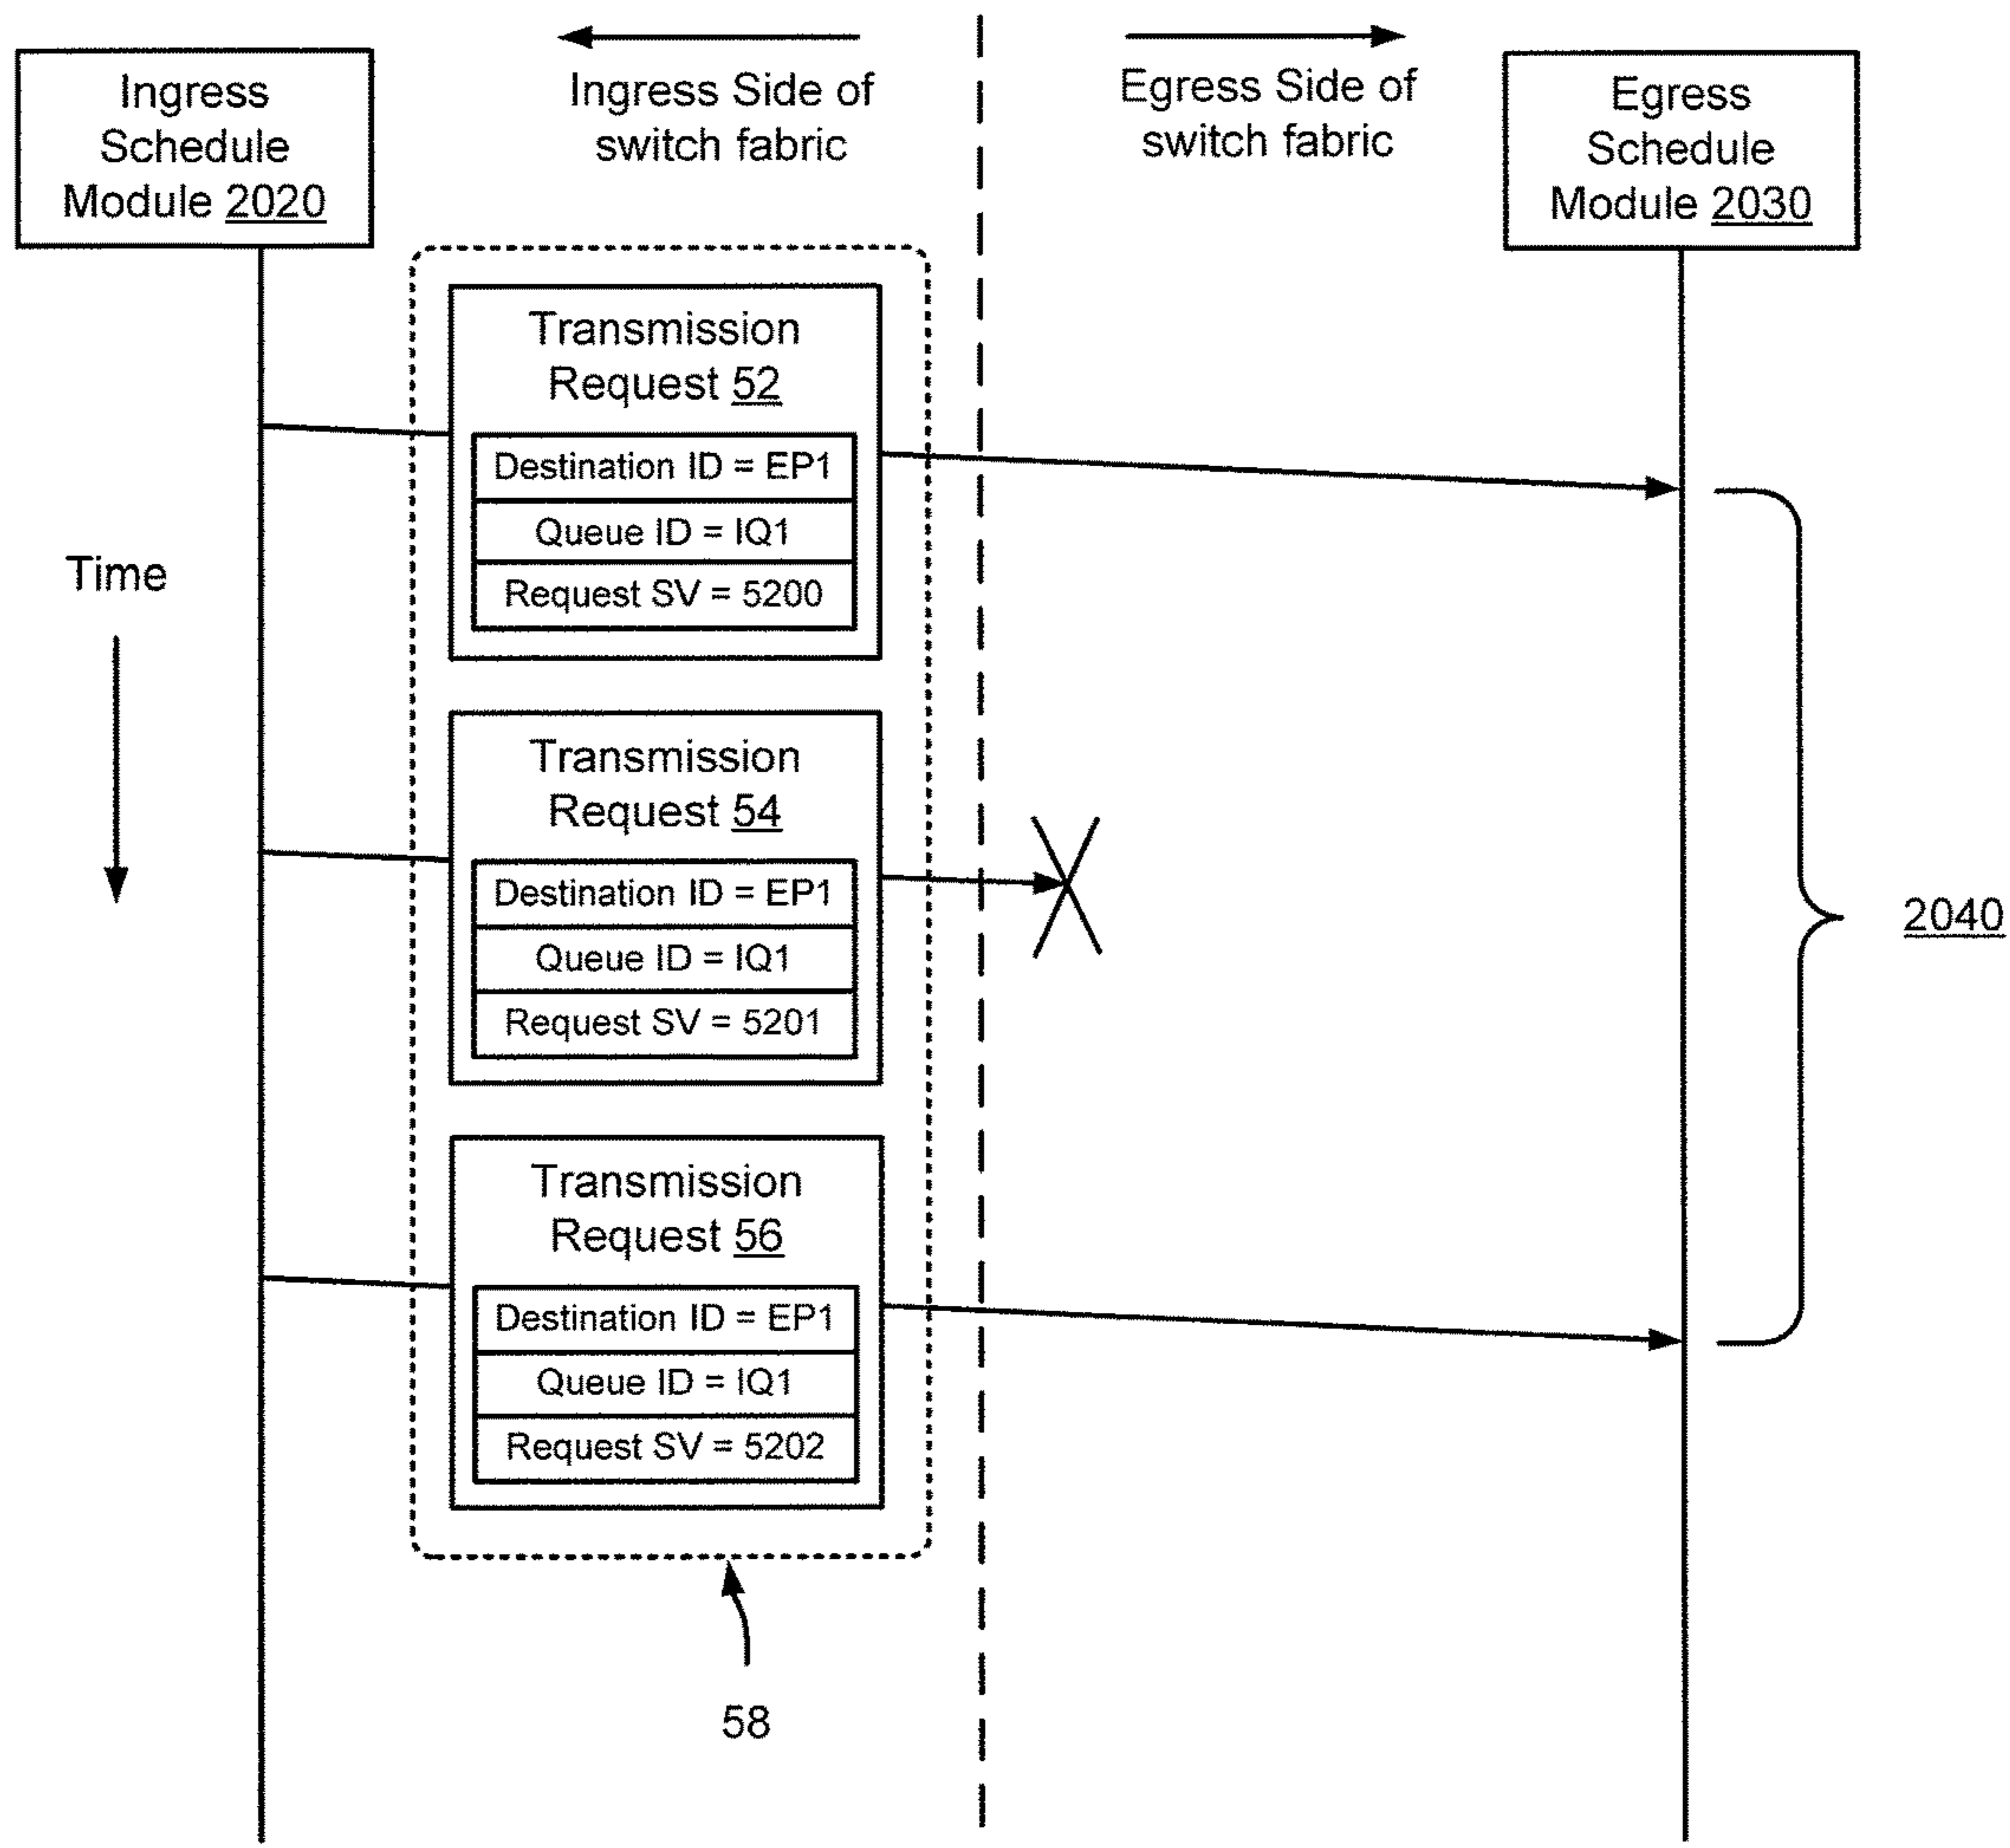 Ingress
Schedule
Module 2020
Ingress Side of
switch fabric
Egress Side of
switch fabric
Egress
Schedule
Module 2030
Time
Transmission
Request 52
Destination ID = EP1
Queue ID = IQ1
Request SV = 5200
Transmission
Request 54
Destination ID = EP1
Queue ID = IQ1
Request SV = 5201
Transmission
Request 56
Destination ID = EP1
Queue ID = IQ1
Request SV = 5202
2040
58